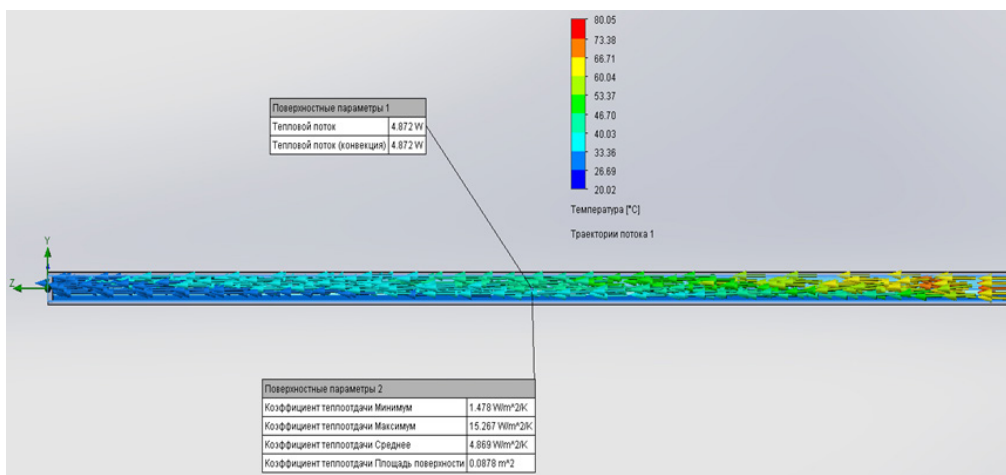 80.05
73.38
66.71
60.04
53.37
46.70
40.03
33.36
26.69
20.02
Температура [°C]
Траектории потока 1
Поверхностные параметры 1
Тепловой поток 4.872 W
Тепловой поток (конвекция) 4.872 W
Y
Z
Поверхностные параметры 2
Коэффициент теплоотдачи Минимум 1.478 W/m^2/K
Коэффициент теплоотдачи Максимум 15.267 W/m^2/K
Коэффициент теплоотдачи Среднее 4.869 W/m^2/K
Коэффициент теплоотдачи Площадь поверхности 0.0878 m^2